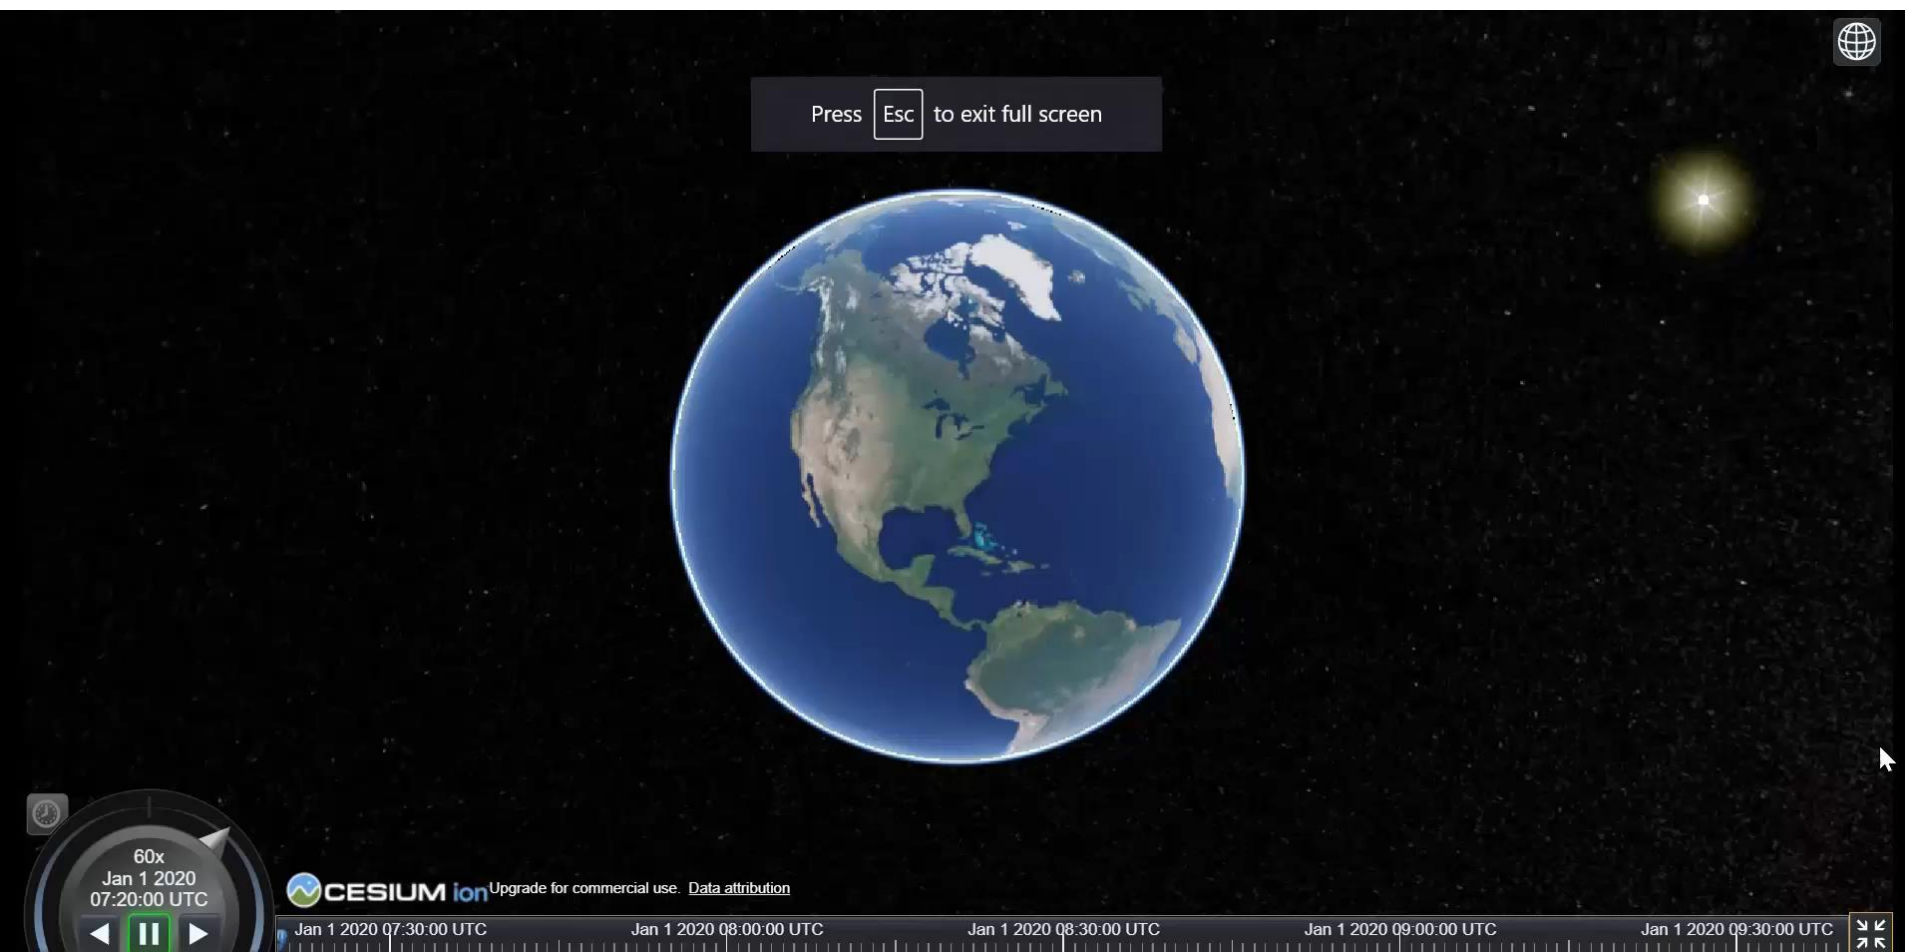 Press Esc to exit full screen
60x
Jan 1 2020
07:20:00 UTC
CESIUM ion Upgrade for commercial use. Data attribution
Jan 1 2020 07:30:00 UTC Jan 1 2020 08:00:00 UTC Jan 1 2020 08:30:00 UTC Jan 1 2020 09:00:00 UTC Jan 1 2020 09:30:00 UTC